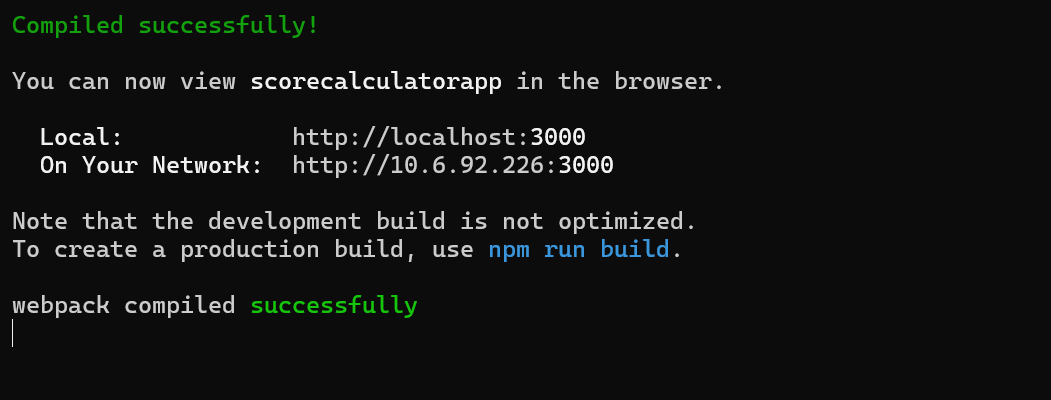 Compiled successfully!
You can now view scorecalculatorapp in the browser.
Local: http://localhost:3000
On Your Network: http://10.6.92.226:3000
Note that the development build is not optimized.
To create a production build, use npm run build.
webpack compiled successfully